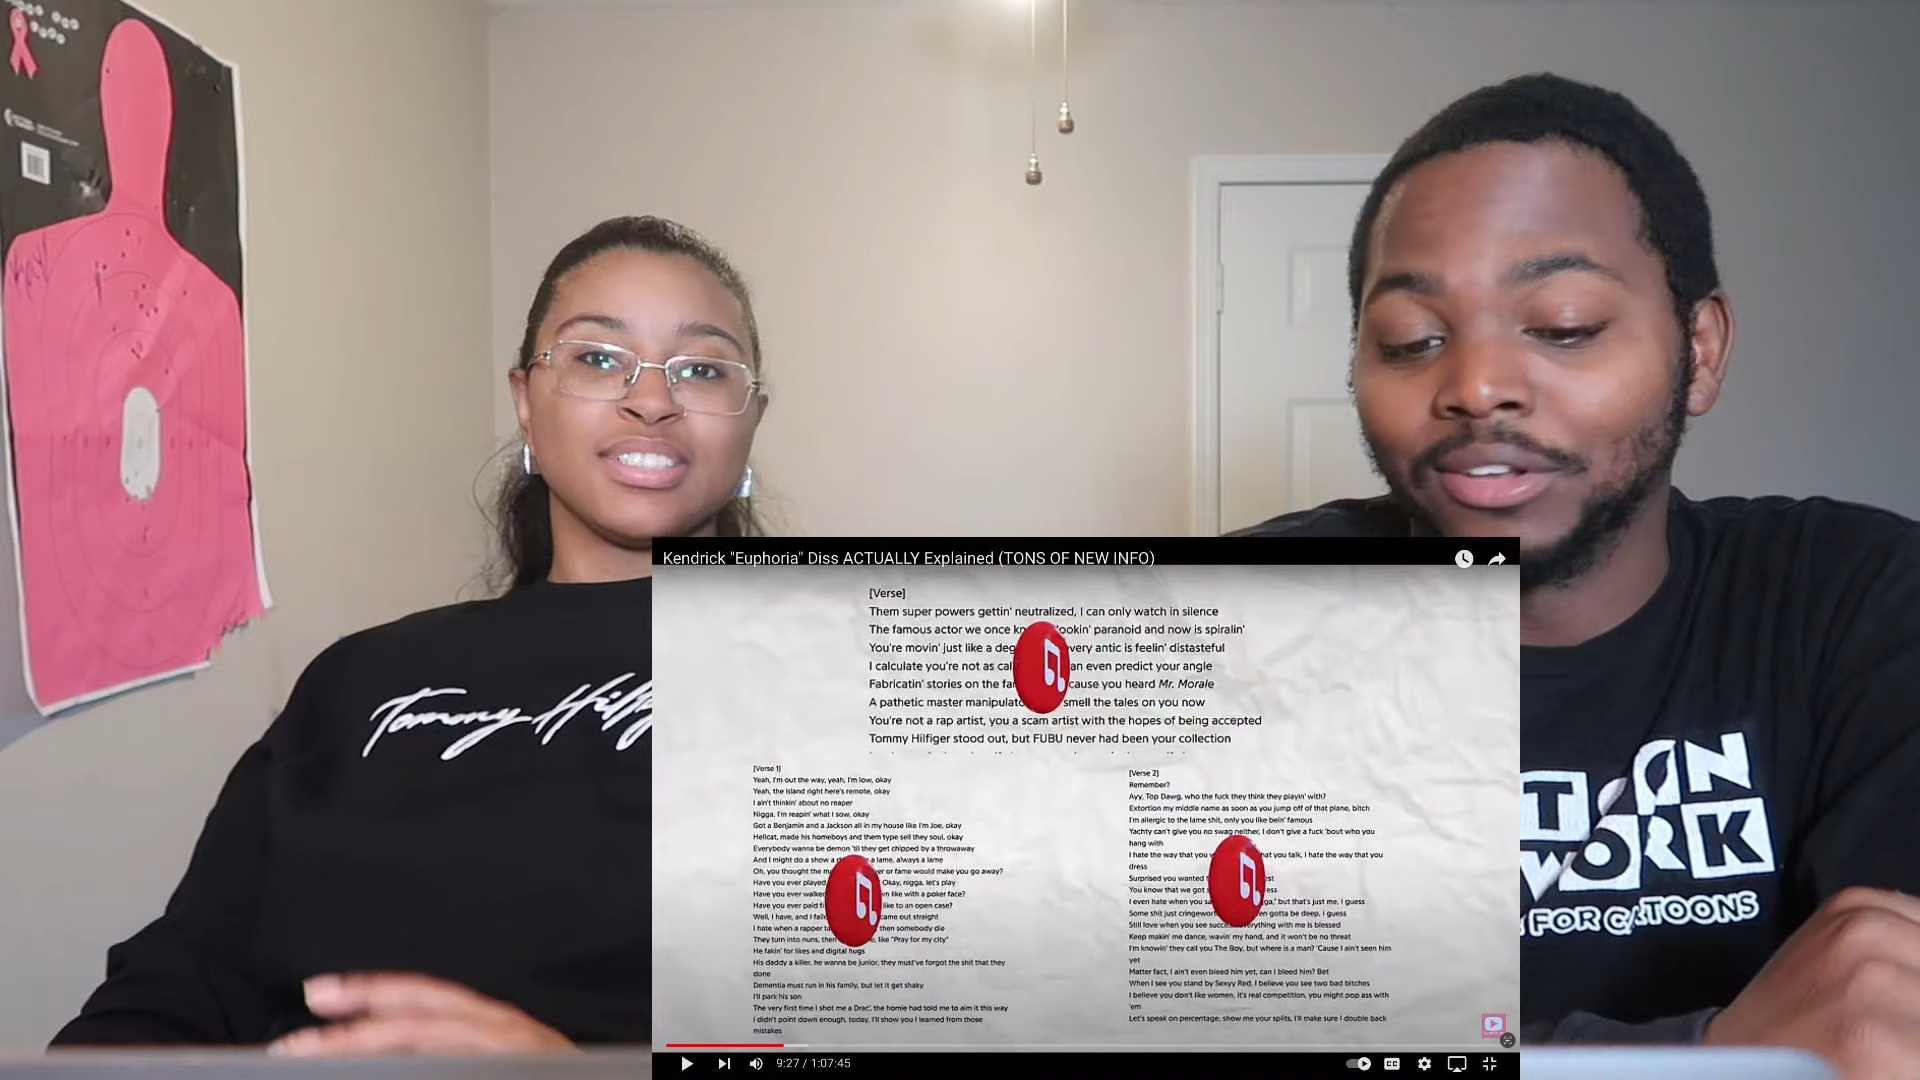 Kendrick "Euphoria" Diss ACTUALLY Explained (TONS OF NEW INFO)
[Verse]
Them super powers gettin' neutralized, I can only watch in silence
The famous actor we once paranoid and now is spiralin'
You're movin' just like a every antic is feelin' distasteful
I calculate you're not as can even predict your angle
Fabricatin' stories on the 'cause you heard Mr. Morale
A pathetic master smell the tales on you now
You're not a rap artist, you a scam artist with the hopes of being accepted
Tommy Hilfiger stood out, but FUBU never had been your collection
[Verse 1]
Yeah, I'm out the way, yeah, I'm low, okay
Yeah, the island right here's remote, okay
I ain't thinkin' about no reaper
Nigga, I'm reapin' what I sow, okay
Got a Benjamin and a Jackson all in my house like I'm Joe, okay
Hellcat, made his homeboys and them type sell they soul, okay
Everybody wanna be demon 'til they get chipped by a throwaway
And I might do a show a a lame, always a lame
Oh, you thought the or fame would make you go away?
Have you ever played Okay, nigga, let's play
Have you ever like with a poker face?
Have you ever paid like to an open case?
Well, I have, and I came out straight
I hate when a rapper then somebody die
They turn into nuns, then like "Pray for my city"
He fakin' for likes and digital hugs
His daddy a killer, he wanna be junior, they must've forgot the shit that they
done
Dementia must run in his family, but let it get shaky
I'll park his son
The very first time I shot me a Drac', the homie had told me to aim it this way
I didn't point down enough, today, I'll show you I learned from those
mistakes
[Verse 2]
Remember?
Ayy, Top Dawg, who the fuck they think they playin' with?
Extortion my middle name as soon as you jump off of that plane, bitch
I'm allergic to the lame shit, only you like bein' famous
Yachty can't give you no swag neither, I don't give a fuck 'bout who you
hang with
I hate the way that you that you talk, I hate the way that you
dress
Surprised you wanted
You know that we got
I even hate when you but that's just me, I guess
Some shit just gotta be deep, I guess
Still love when you see with me is blessed
Keep makin' me dance, wavin' my hand, and it won't be no threat
I'm knowin' they call you The Boy, but where is a man? 'Cause I ain't seen him
yet
Matter fact, I ain't even bleed him yet, can I bleed him? Bet
When I see you stand by Sexyy Red, I believe you see two bad bitches
I believe you don't like women, it's real competition, you might pop ass with
'em
Let's speak on percentage, show me your splits, I'll make sure I double back
9:27 / 1:07:45
CC
Tommy
TOON
WORK
FOR CARTOONS